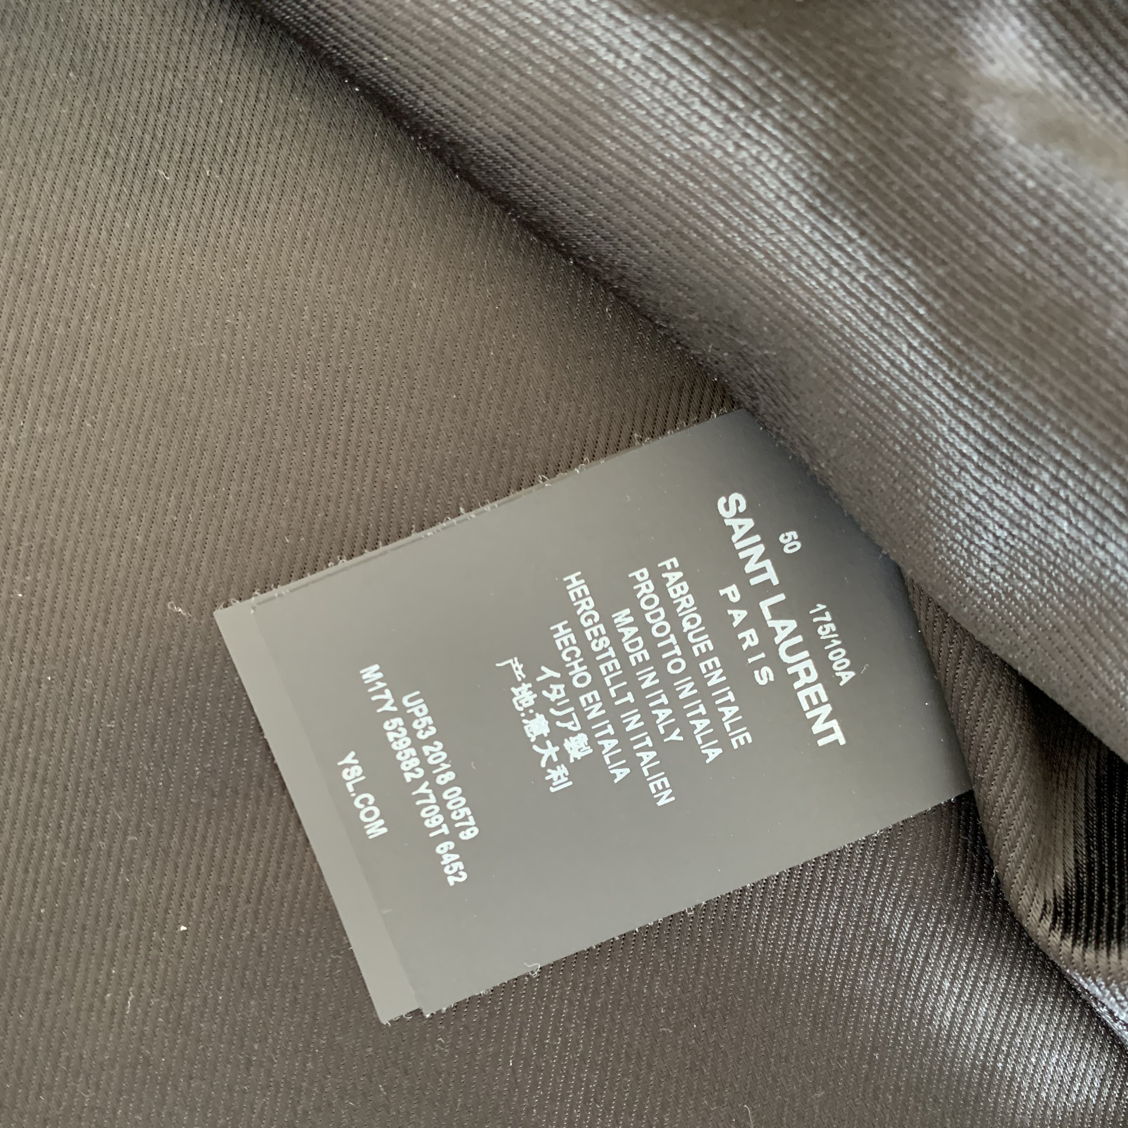 50 175/100A
SAINT LAURENT
PARIS
FABRIQUE EN ITALIE
PRODOTTO IN ITALIA
MADE IN ITALY
HERGESTELLT IN ITALIEN
HECHO EN ITALIA
イタリア製
产地:意大利
UP53 2018 00579
M17Y 529582 Y709T 6452
YSL.COM